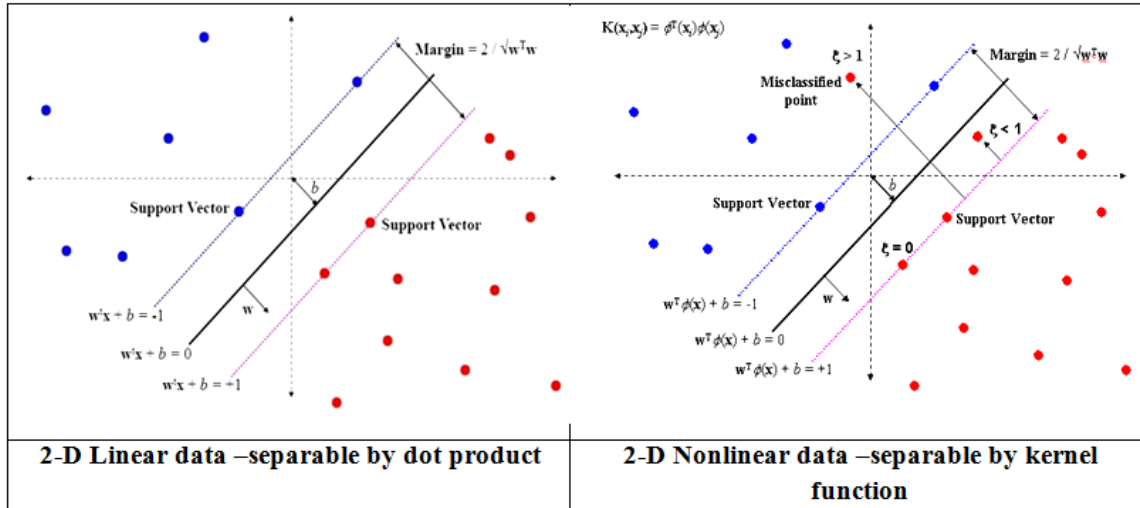 Margin = 2 / √wᵀw
b
Support Vector
Support Vector
w
wᵗx + b = -1
wᵗx + b = 0
wᵗx + b = +1
2-D Linear data –separable by dot product
K(xᵢ,xⱼ) = ϕᵀ(xᵢ)ϕ(xⱼ)
ξ > 1
Misclassified
point
Margin = 2 / √wᵀw
ξ < 1
b
Support Vector
Support Vector
ξ = 0
w
wᵀϕ(x) + b = -1
wᵀϕ(x) + b = 0
wᵀϕ(x) + b = +1
2-D Nonlinear data –separable by kernel
function